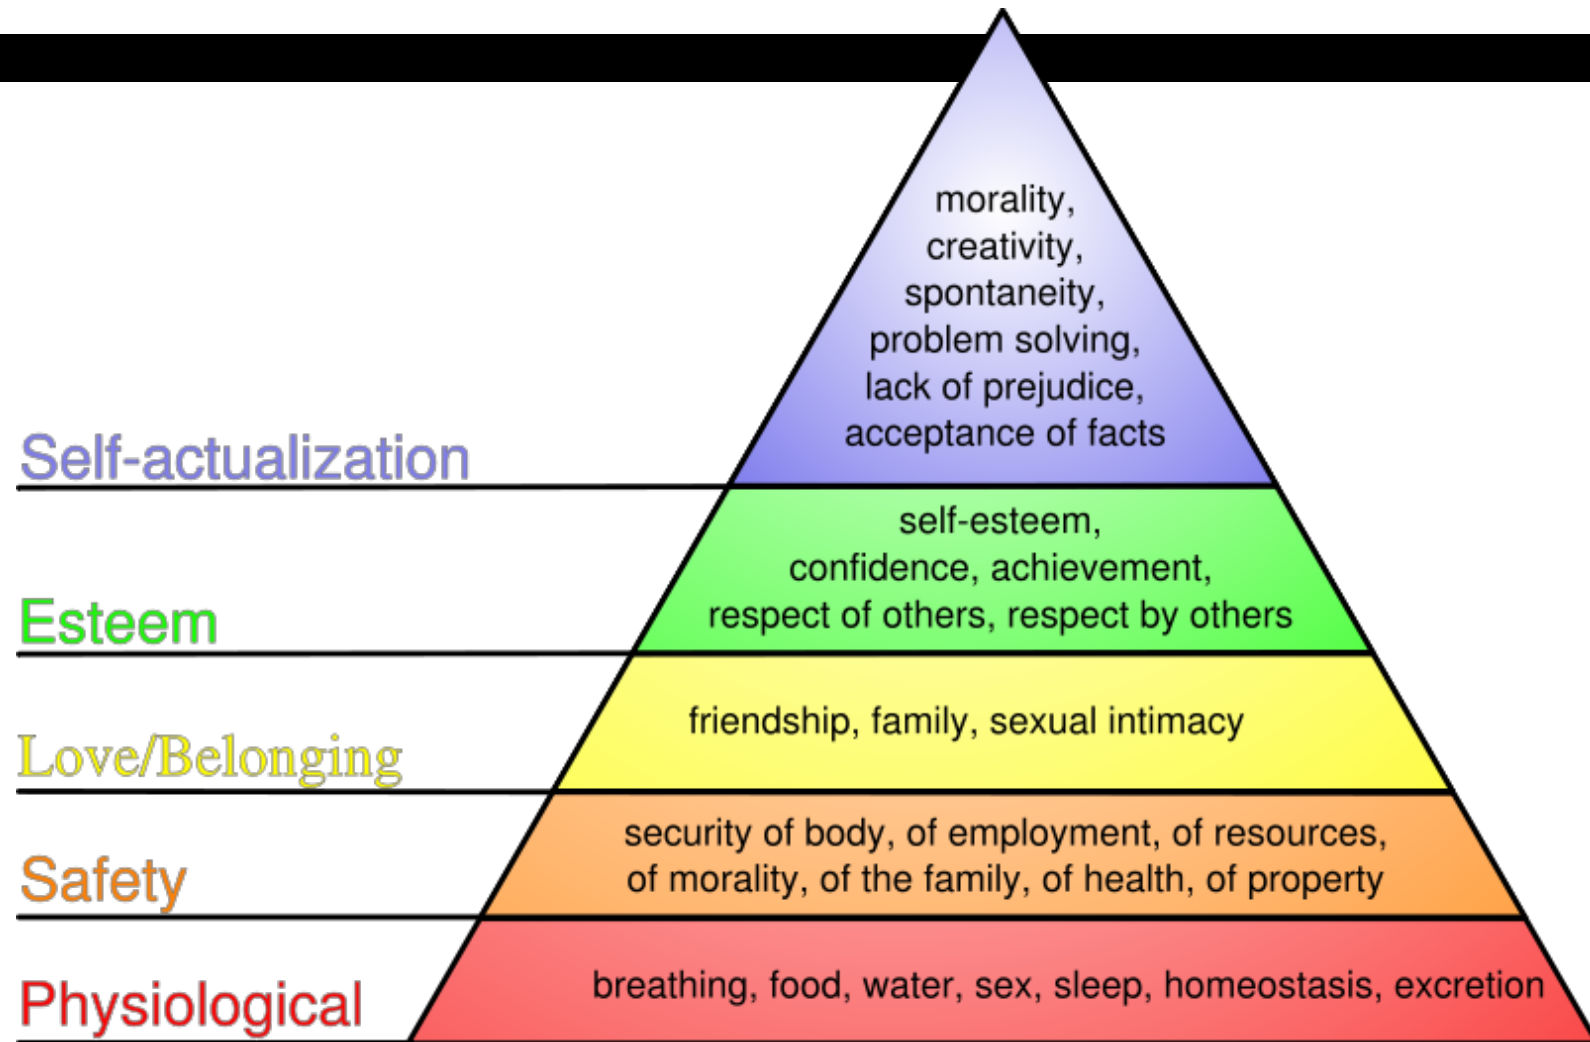 morality,
creativity,
spontaneity,
problem solving,
lack of prejudice,
acceptance of facts
Self-actualization
self-esteem,
confidence, achievement,
respect of others, respect by others
Esteem
friendship, family, sexual intimacy
Love/Belonging
security of body, of employment, of resources,
of morality, of the family, of health, of property
Safety
breathing, food, water, sex, sleep, homeostasis, excretion
Physiological